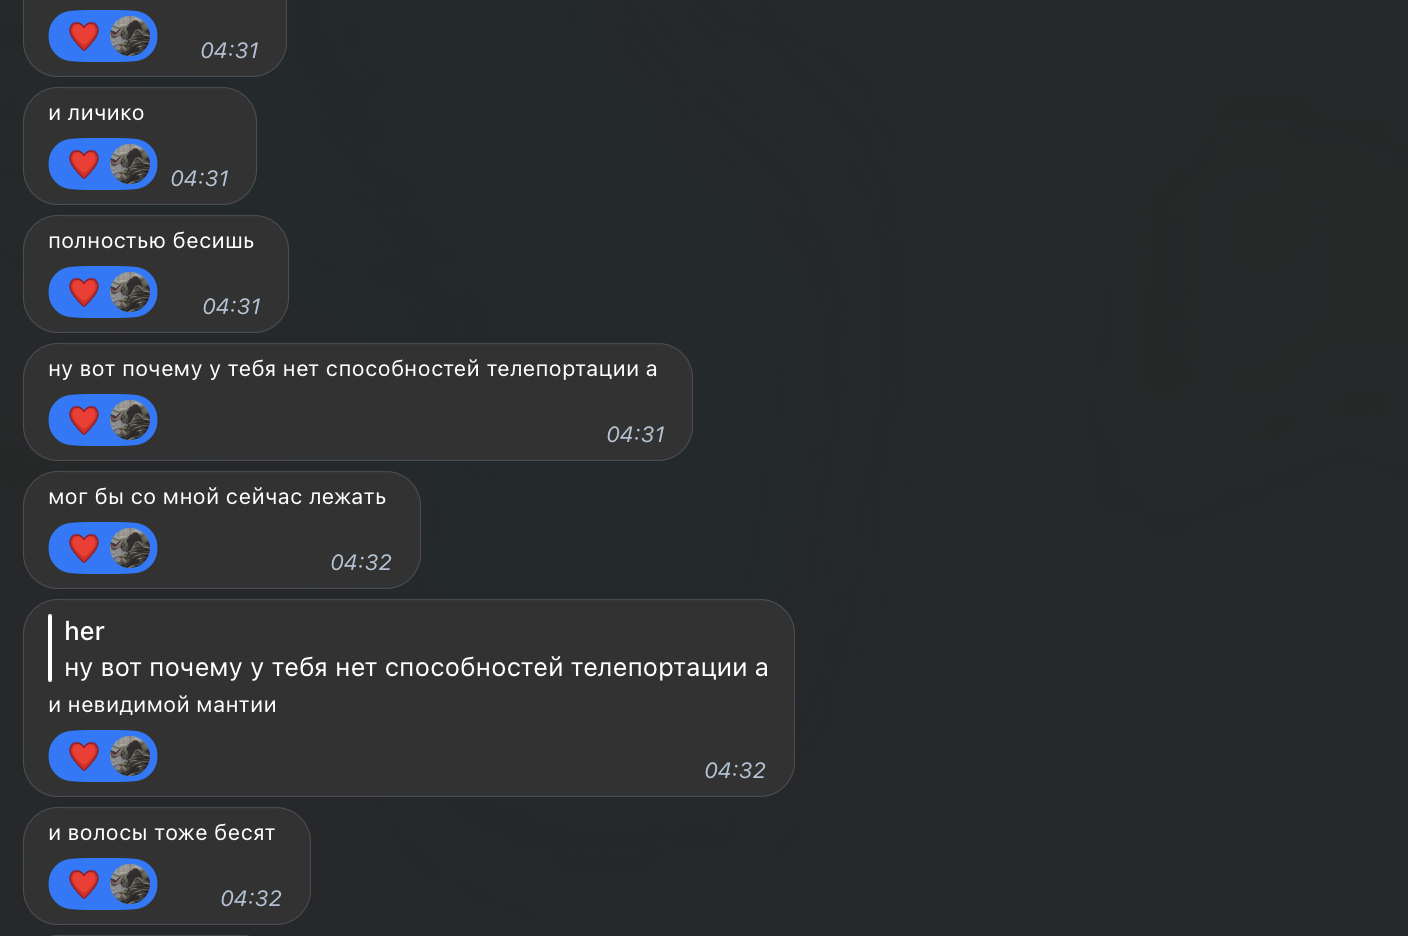 04:31
и личико
04:31
полностью бесишь
04:31
ну вот почему у тебя нет способностей телепортации а
04:31
мог бы со мной сейчас лежать
04:32
her
ну вот почему у тебя нет способностей телепортации а
и невидимой мантии
04:32
и волосы тоже бесят
04:32